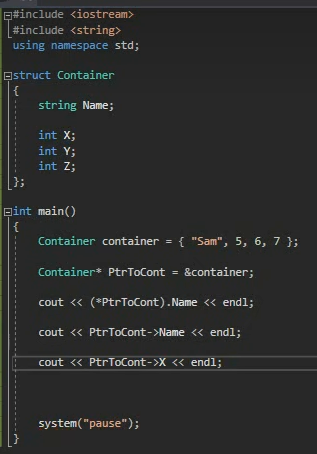 #include <iostream>
#include <string>
using namespace std;
struct Container
{
string Name;
int X;
int Y;
int Z;
};
int main()
{
Container container = { "Sam", 5, 6, 7 };
Container* PtrToCont = &container;
cout << (*PtrToCont).Name << endl;
cout << PtrToCont->Name << endl;
cout << PtrToCont->X << endl;
system("pause");
}